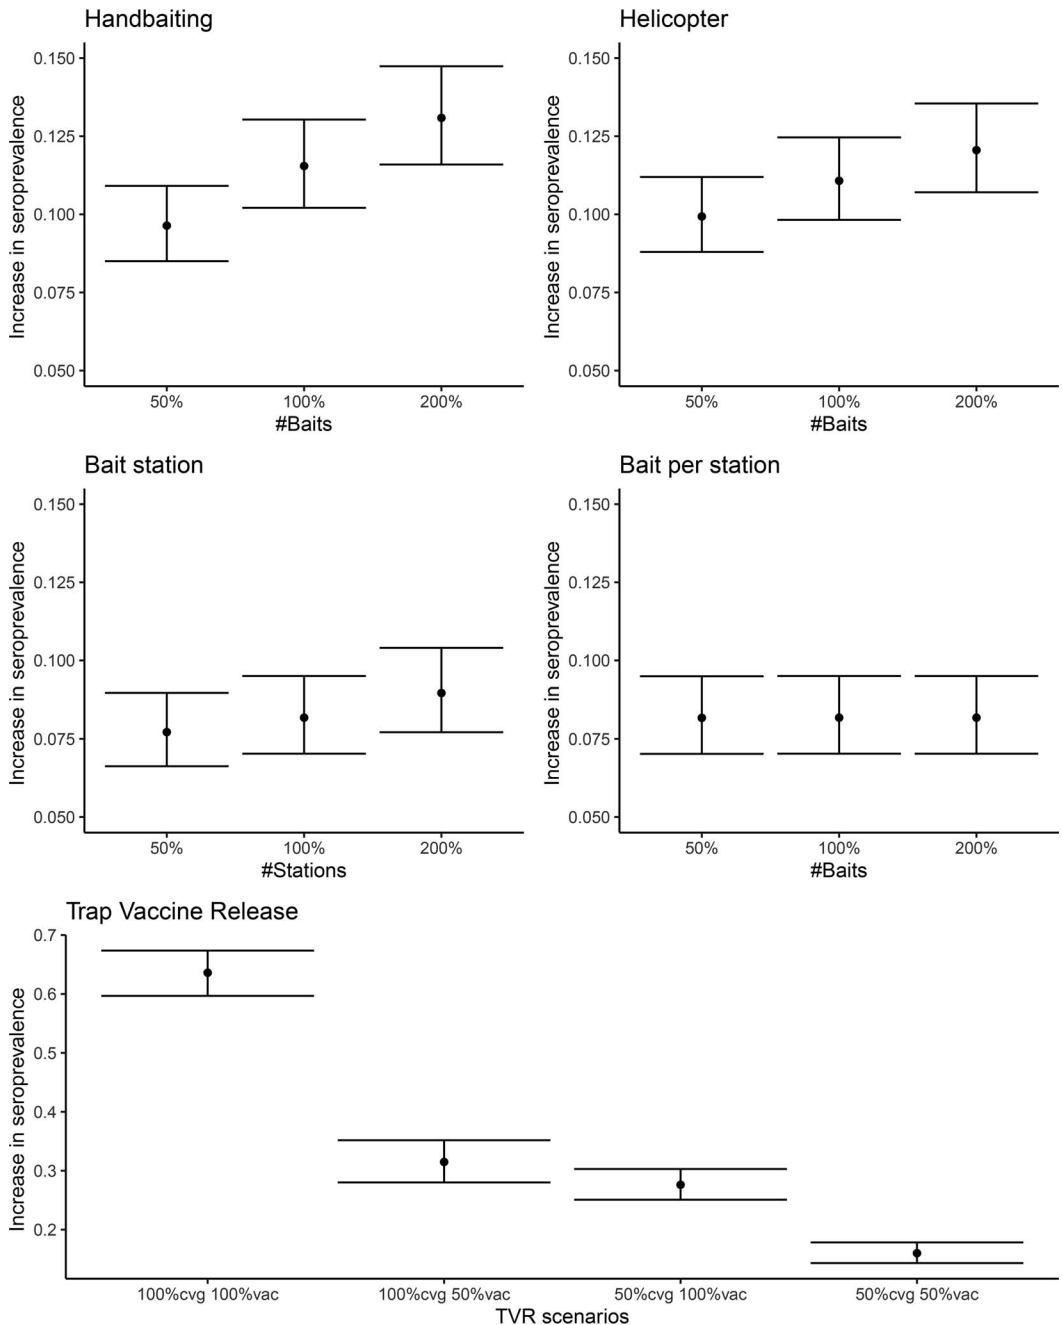 Handbaiting
Increase in seroprevalence
0.150
0.125
0.100
0.075
0.050
50% 100% 200%
#Baits
Helicopter
Increase in seroprevalence
0.150
0.125
0.100
0.075
0.050
50% 100% 200%
#Baits
Bait station
Increase in seroprevalence
0.150
0.125
0.100
0.075
0.050
50% 100% 200%
#Stations
Bait per station
Increase in seroprevalence
0.150
0.125
0.100
0.075
0.050
50% 100% 200%
#Baits
Trap Vaccine Release
Increase in seroprevalence
0.7
0.6
0.5
0.4
0.3
0.2
100%cvg 100%vac 100%cvg 50%vac 50%cvg 100%vac 50%cvg 50%vac
TVR scenarios